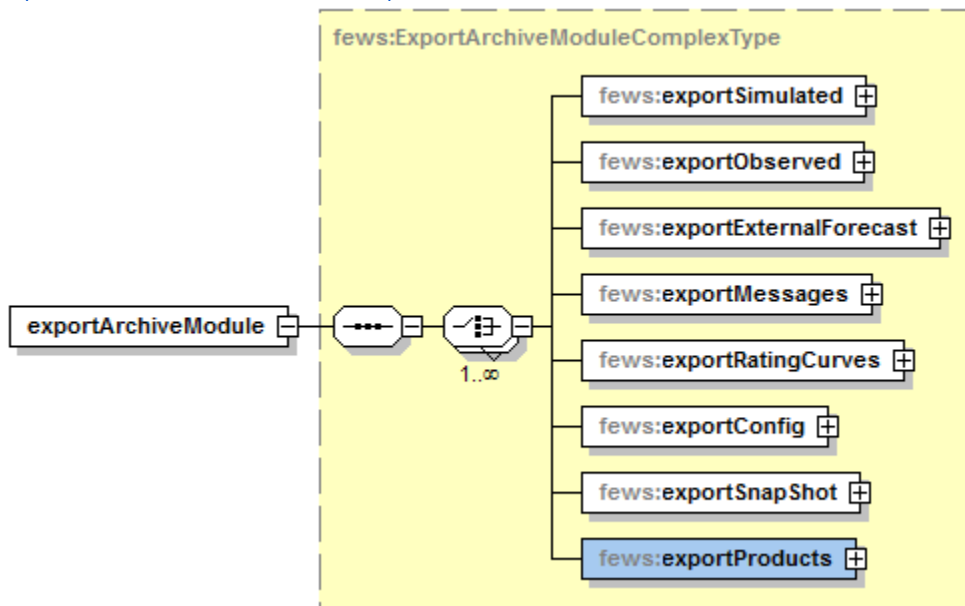 fews:ExportArchiveModuleComplexType
fews:exportSimulated
fews:exportObserved
fews:exportExternalForecast
fews:exportMessages
exportArchiveModule
1..∞
fews:exportRatingCurves
fews:exportConfig
fews:exportSnapShot
fews:exportProducts